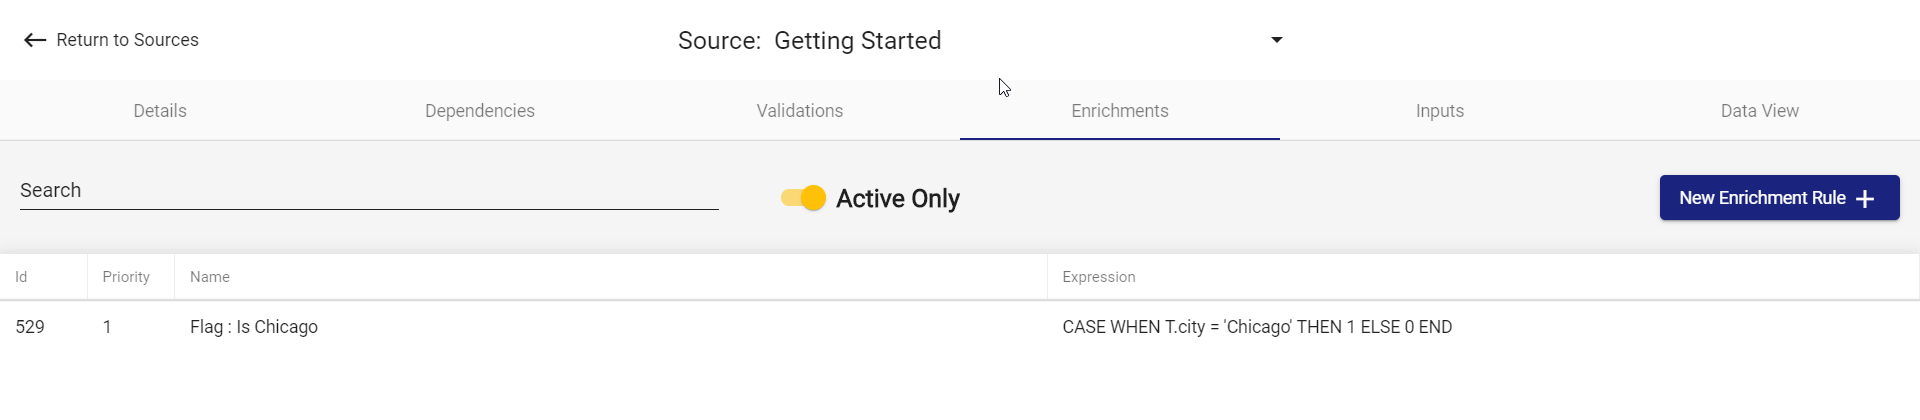 Return to Sources
Source: Getting Started
Details Dependencies Validations Enrichments Inputs Data View
Search Active Only New Enrichment Rule
Id Priority Name Expression
529 1 Flag : Is Chicago CASE WHEN T.city = 'Chicago' THEN 1 ELSE 0 END